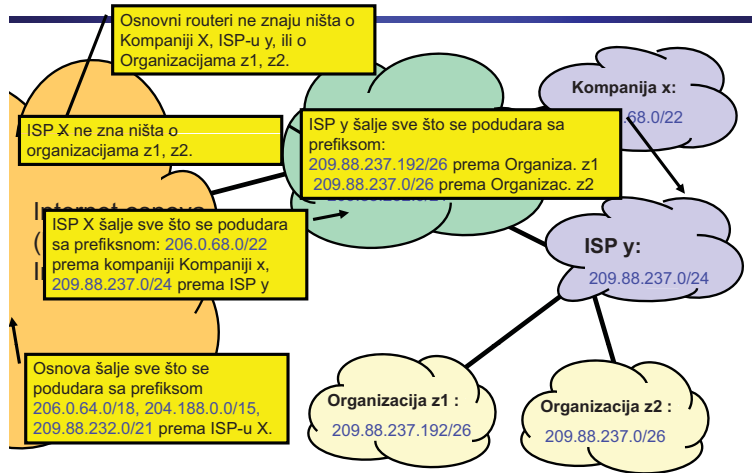 Osnovni routeri ne znaju ništa o
Kompaniji X, ISP-u y, ili o
Organizacijama z1, z2.
ISP X ne zna ništa o
organizacijama z1, z2.
ISP y šalje sve što se podudara sa
prefiksom:
209.88.237.192/26 prema Organiza. z1
209.88.237.0/26 prema Organizac. z2
Kompanija x:
68.0/22
ISP X šalje sve što se podudara
sa prefiksnom: 206.0.68.0/22
prema kompaniji Kompaniji x,
209.88.237.0/24 prema ISP y
ISP y:
209.88.237.0/24
Osnova šalje sve što se
podudara sa prefiksom
206.0.64.0/18, 204.188.0.0/15,
209.88.232.0/21 prema ISP-u X.
Organizacija z1 :
209.88.237.192/26
Organizacija z2 :
209.88.237.0/26